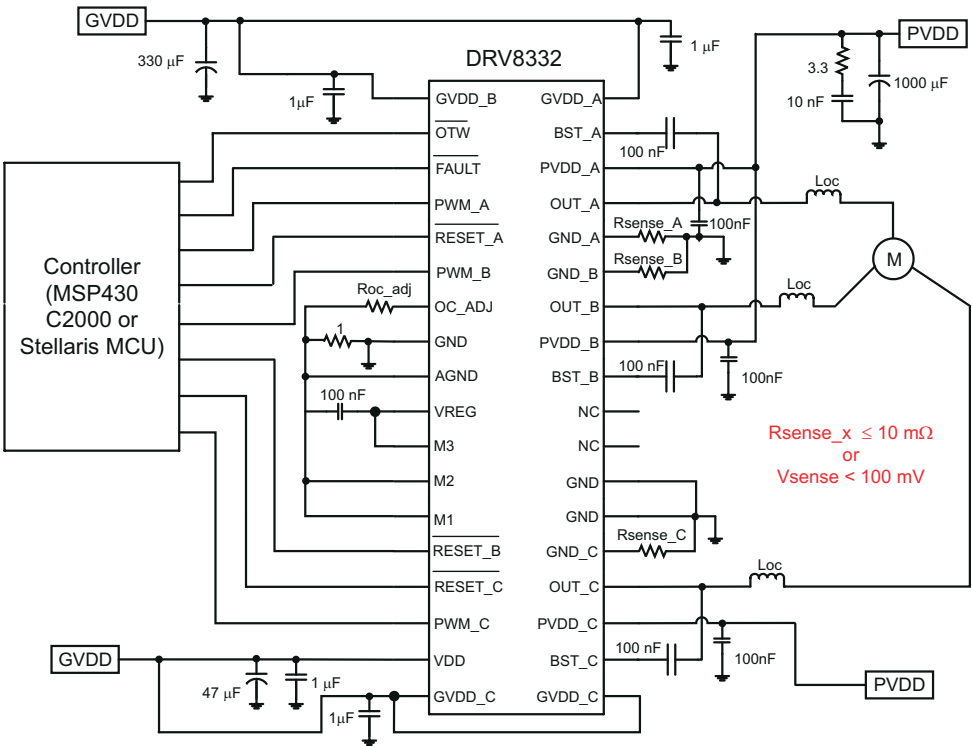 GVDD
330 μF
1μF
DRV8332
1 μF
PVDD
3.3
10 nF
1000 μF
Controller
(MSP430
C2000 or
Stellaris MCU)
GVDD_B
OTW
FAULT
PWM_A
RESET_A
PWM_B
OC_ADJ
GND
AGND
VREG
M3
M2
M1
RESET_B
RESET_C
PWM_C
VDD
GVDD_C
Roc_adj
1
100 nF
GVDD_A
BST_A
PVDD_A
OUT_A
GND_A
GND_B
OUT_B
PVDD_B
BST_B
NC
NC
GND
GND
GND_C
OUT_C
PVDD_C
BST_C
GVDD_C
100 nF
Rsense_A
100nF
Rsense_B
Loc
M
Loc
100 nF
100nF
Rsense_x ≤ 10 mΩ
or
Vsense < 100 mV
Rsense_C
Loc
100 nF
100nF
PVDD
GVDD
47 μF
1 μF
1μF